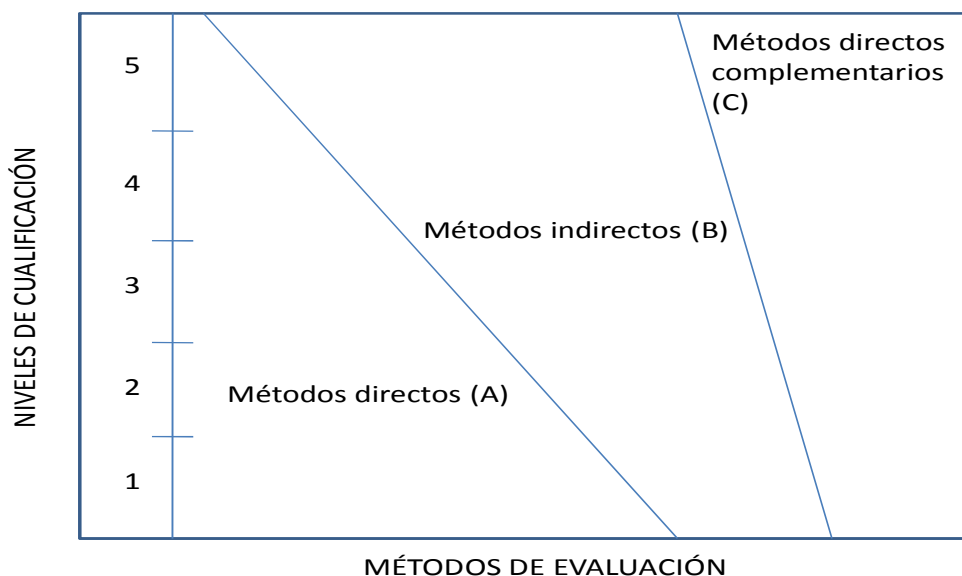 NIVELES DE CUALIFICACIÓN
5
4
3
2
1
Métodos directos
complementarios
(C)
Métodos indirectos (B)
Métodos directos (A)
MÉTODOS DE EVALUACIÓN